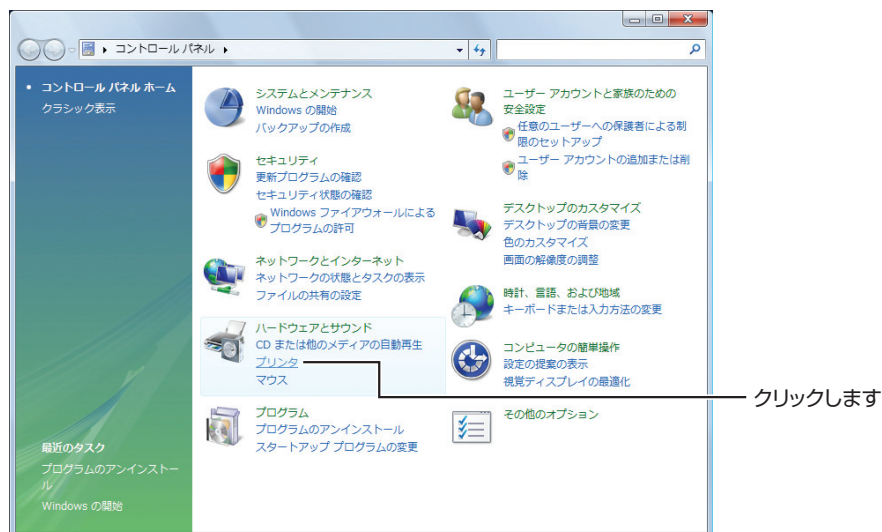 コントロール パネル
コントロール パネル ホーム
クラシック表示
システムとメンテナンス
Windows の開始
バックアップの作成
セキュリティ
更新プログラムの確認
セキュリティ状態の確認
Windows ファイアウォールによる
プログラムの許可
ネットワークとインターネット
ネットワークの状態とタスクの表示
ファイルの共有の設定
ハードウェアとサウンド
CD または他のメディアの自動再生
プリンタ
マウス
プログラム
プログラムのアンインストール
スタートアップ プログラムの変更
ユーザー アカウントと家族のための
安全設定
任意のユーザーへの保護者による制
限のセットアップ
ユーザー アカウントの追加または削
除
デスクトップのカスタマイズ
デスクトップの背景の変更
色のカスタマイズ
画面の解像度の調整
時計、言語、および地域
キーボードまたは入力方法の変更
コンピュータの簡単操作
設定の提案の表示
視覚ディスプレイの最適化
その他のオプション
クリックします
最近のタスク
プログラムのアンインストー
ル
Windows の開始